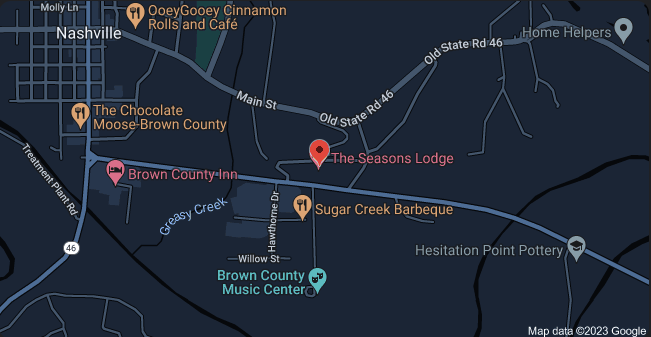 Molly Ln
OoeyGooey Cinnamon
Rolls and Café
Nashville
Home Helpers
Old State Rd 46
Main St
Old State Rd 46
The Chocolate
Moose-Brown County
Treatment Plant Rd
The Seasons Lodge
Brown County Inn
Greasy Creek
Hawthorne Dr
Sugar Creek Barbeque
46
Willow St
Hesitation Point Pottery
Brown County
Music Center
Map data ©2023 Google